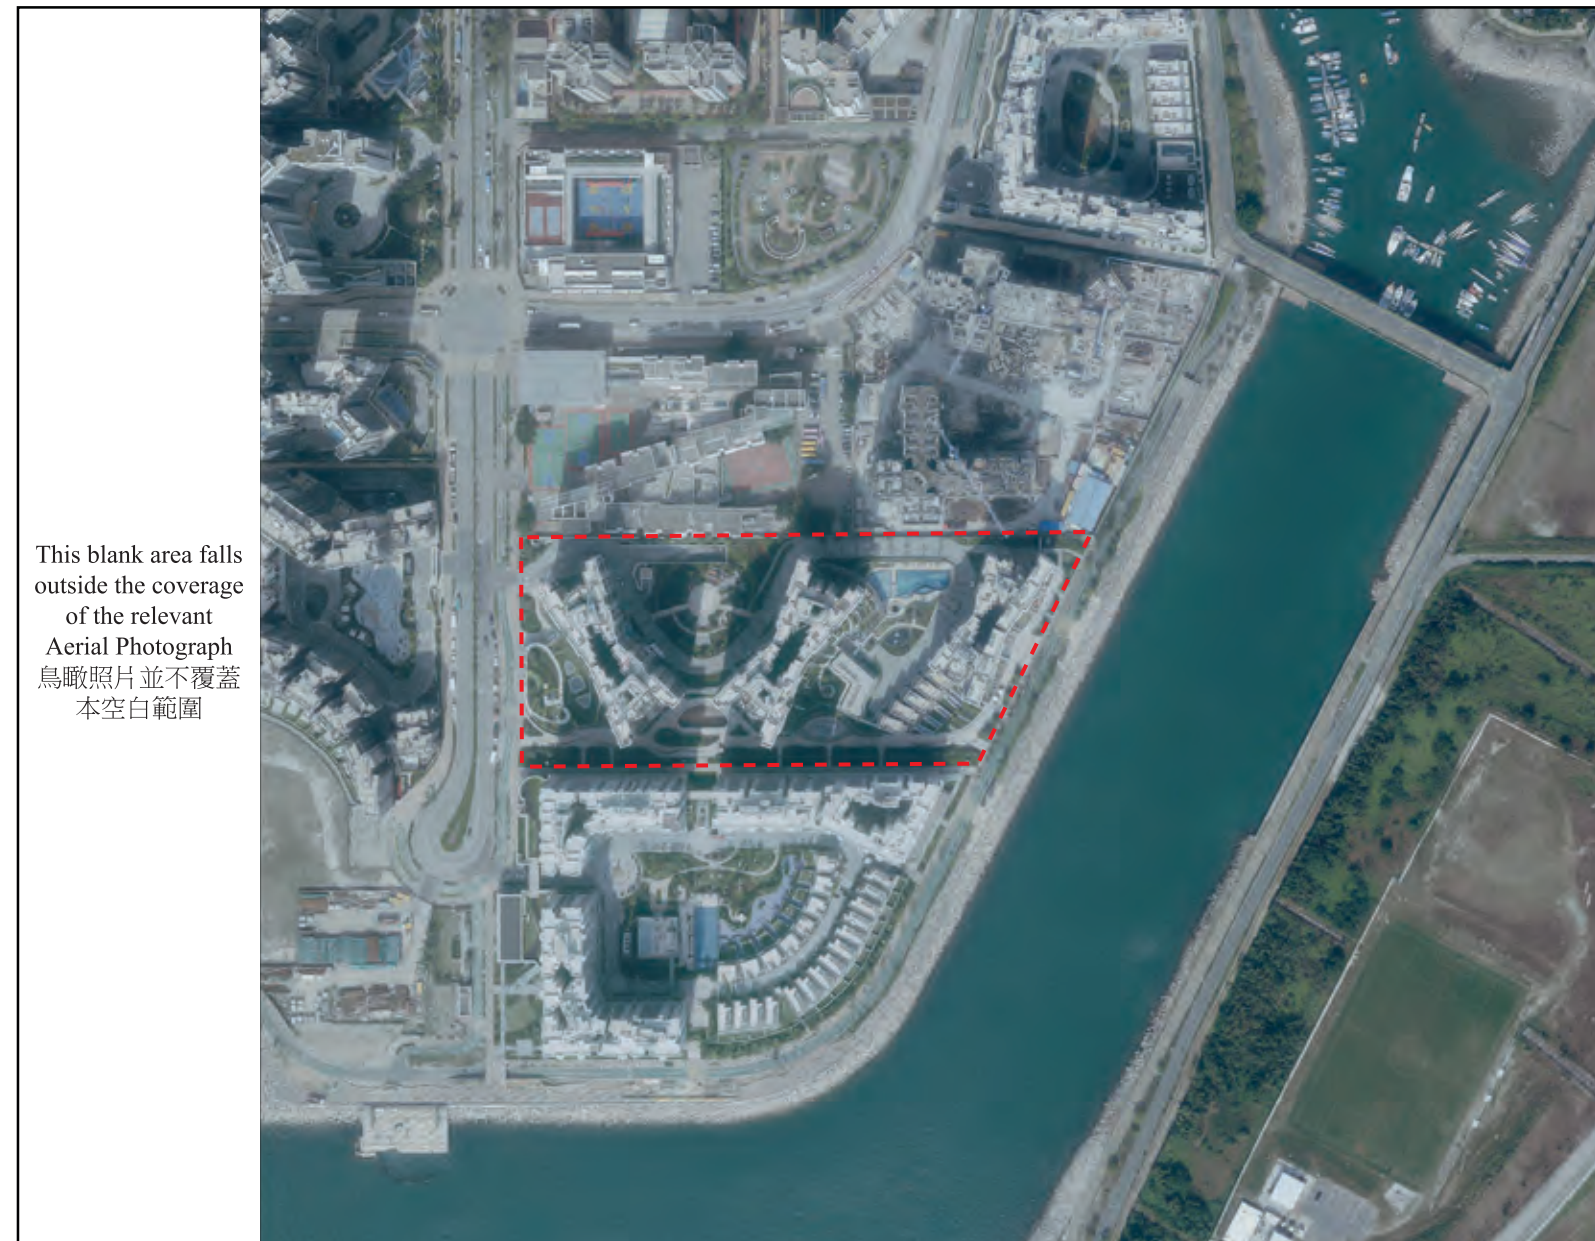 This blank area falls
outside the coverage
of the relevant
Aerial Photograph
鳥瞰照片並不覆蓋
本空白範圍